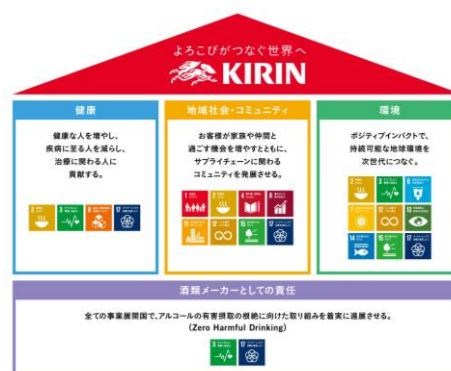 よろこびがつなぐ世界へ
KIRIN
健康
健康な人を増やし、
疾病に至る人を減らし、
治療に関わる人に
貢献する。
地域社会・コミュニティ
お客様が家族や仲間と
過ごす機会を増やすとともに、
サプライチェーンに関わる
コミュニティを発展させる。
環境
ポジティブインパクトで、
持続可能な地球環境を
次世代につなぐ。
酒類メーカーとしての責任
全ての事業展開国で、アルコールの有害摂取の根絶に向けた取り組みを着実に進展させる。
(Zero Harmful Drinking)